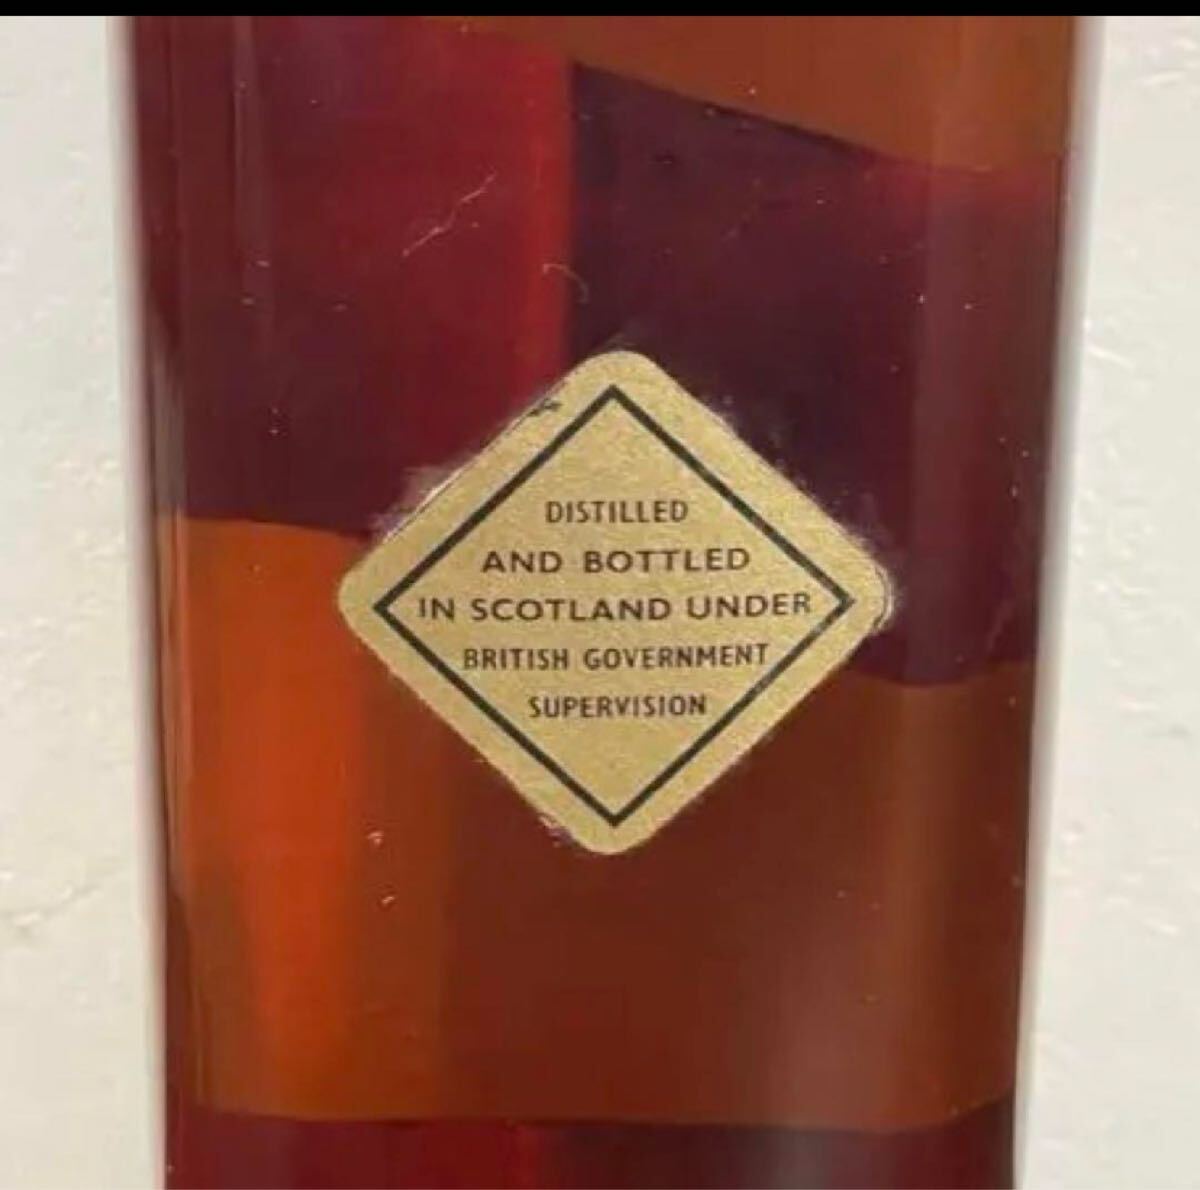 DISTILLED
AND BOTTLED
IN SCOTLAND UNDER
BRITISH GOVERNMENT
SUPERVISION